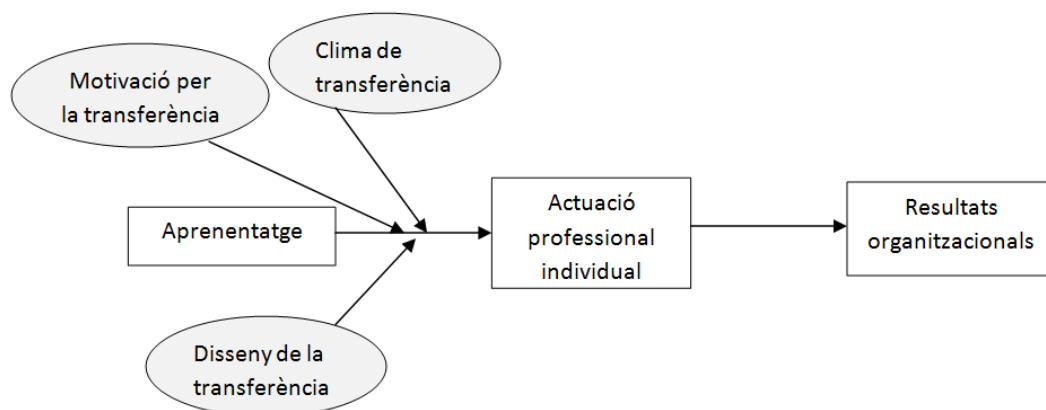 Motivació per
la transferència
Clima de
transferència
Aprenentatge
Actuació
professional
individual
Resultats
organitzacionals
Disseny de la
transferència